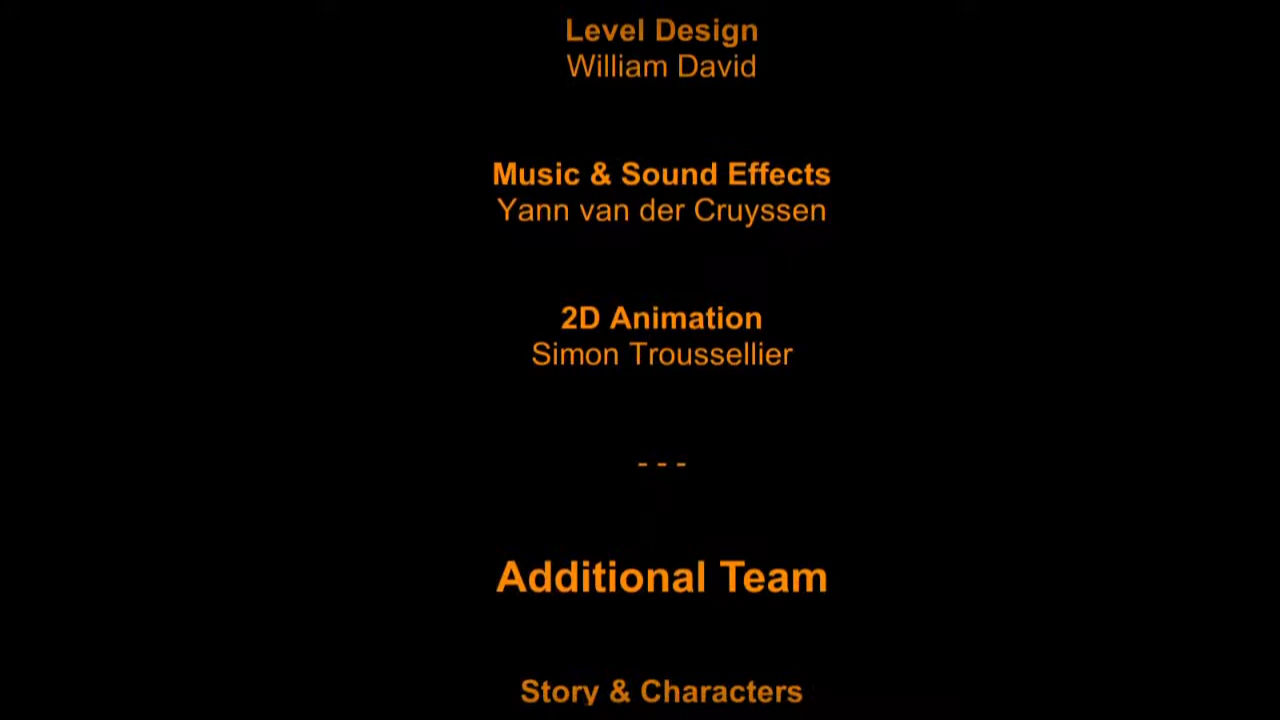 Level Design
William David
Music & Sound Effects
Yann van der Cruyssen
2D Animation
Simon Troussellier
- - -
Additional Team
Story & Characters